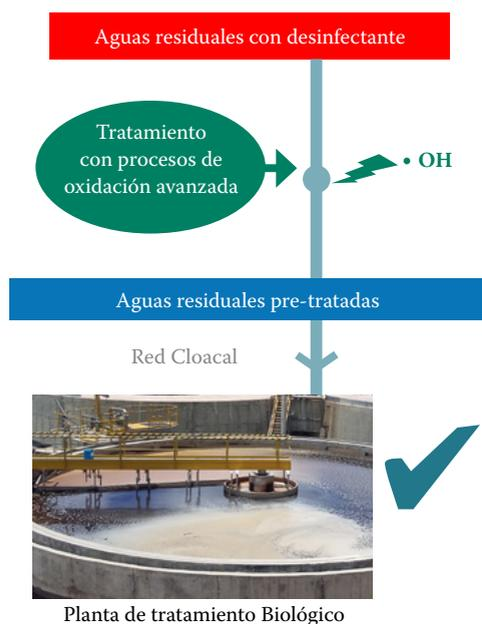 Aguas residuales con desinfectante
Tratamiento
con procesos de
oxidación avanzada
• OH
Aguas residuales pre-tratadas
Red Cloacal
Planta de tratamiento Biológico